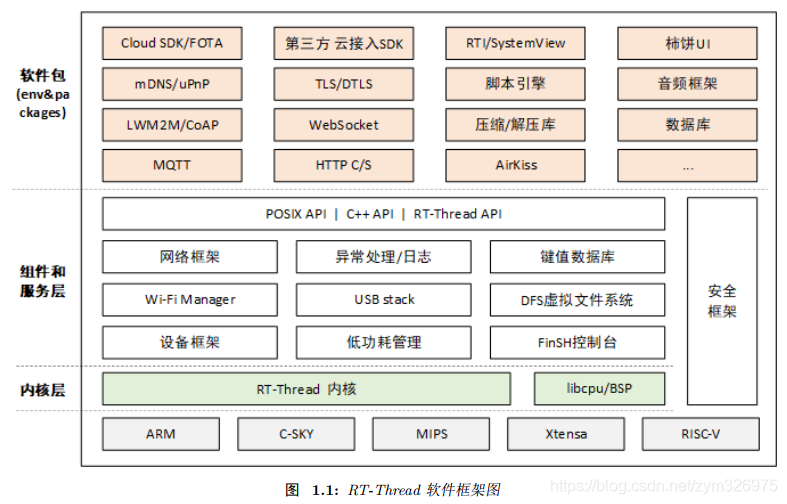 软件包
(env&pa
ckages)
Cloud SDK/FOTA
第三方 云接入SDK
RTI/SystemView
柿饼UI
mDNS/uPnP
TLS/DTLS
脚本引擎
音频框架
LWM2M/CoAP
WebSocket
压缩/解压库
数据库
MQTT
HTTP C/S
AirKiss
...
组件和
服务层
POSIX API | C++ API | RT-Thread API
网络框架
异常处理/日志
键值数据库
Wi-Fi Manager
USB stack
DFS虚拟文件系统
设备框架
低功耗管理
FinSH控制台
安全
框架
内核层
RT-Thread 内核
libcpu/BSP
ARM
C-SKY
MIPS
Xtensa
RISC-V
图 1.1: RT-Thread 软件框架图
https://blog.csdn.net/zym326975